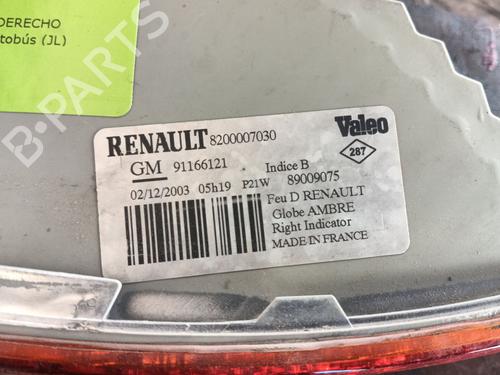 DERECHO
tobús (JL)
B-PARTS
RENAULT 8200007030
Valeo
GM 91166121 Indice B
287
02/12/2003 05h19 P21W 89009075
Feu D RENAULT
Globe AMBRE
Right Indicator
MADE IN FRANCE